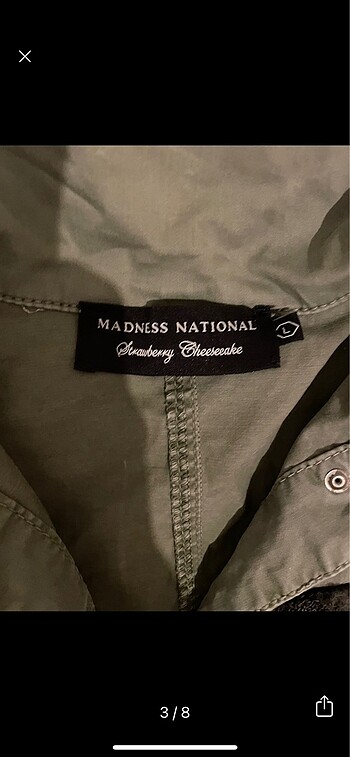 MADNESS NATIONAL
Strawberry Cheesecake
L
3/8